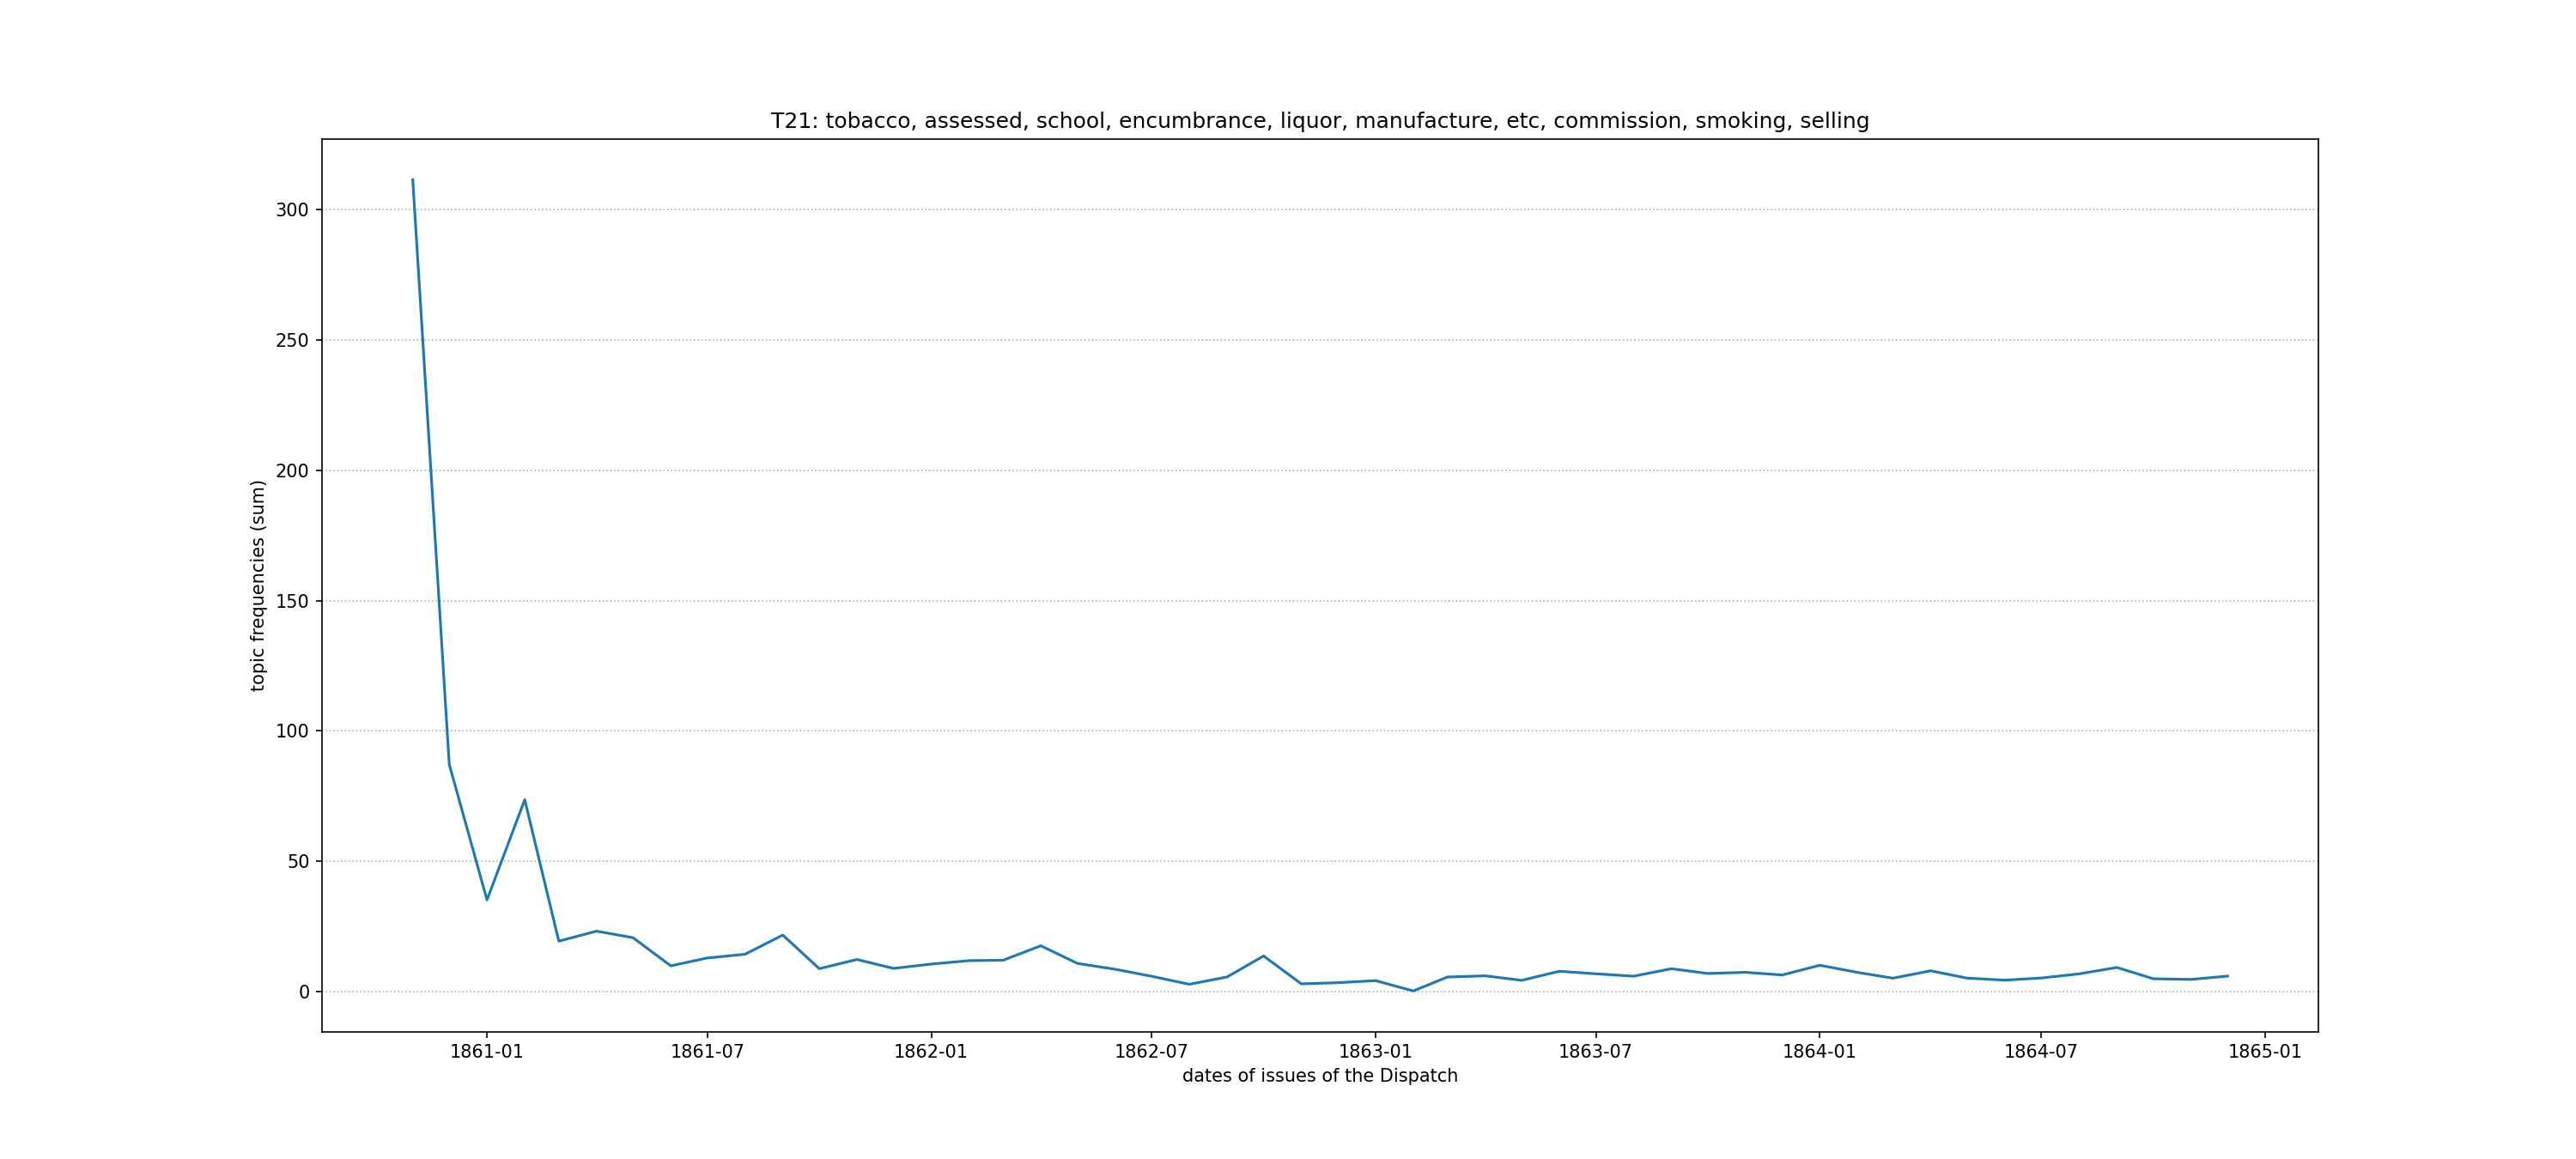 T21: tobacco, assessed, school, encumbrance, liquor, manufacture, etc, commission, smoking, selling
300
250
200
150
100
50
0
topic frequencies (sum)
1861-01 1861-07 1862-01 1862-07 1863-01 1863-07 1864-01 1864-07 1865-01
dates of issues of the Dispatch